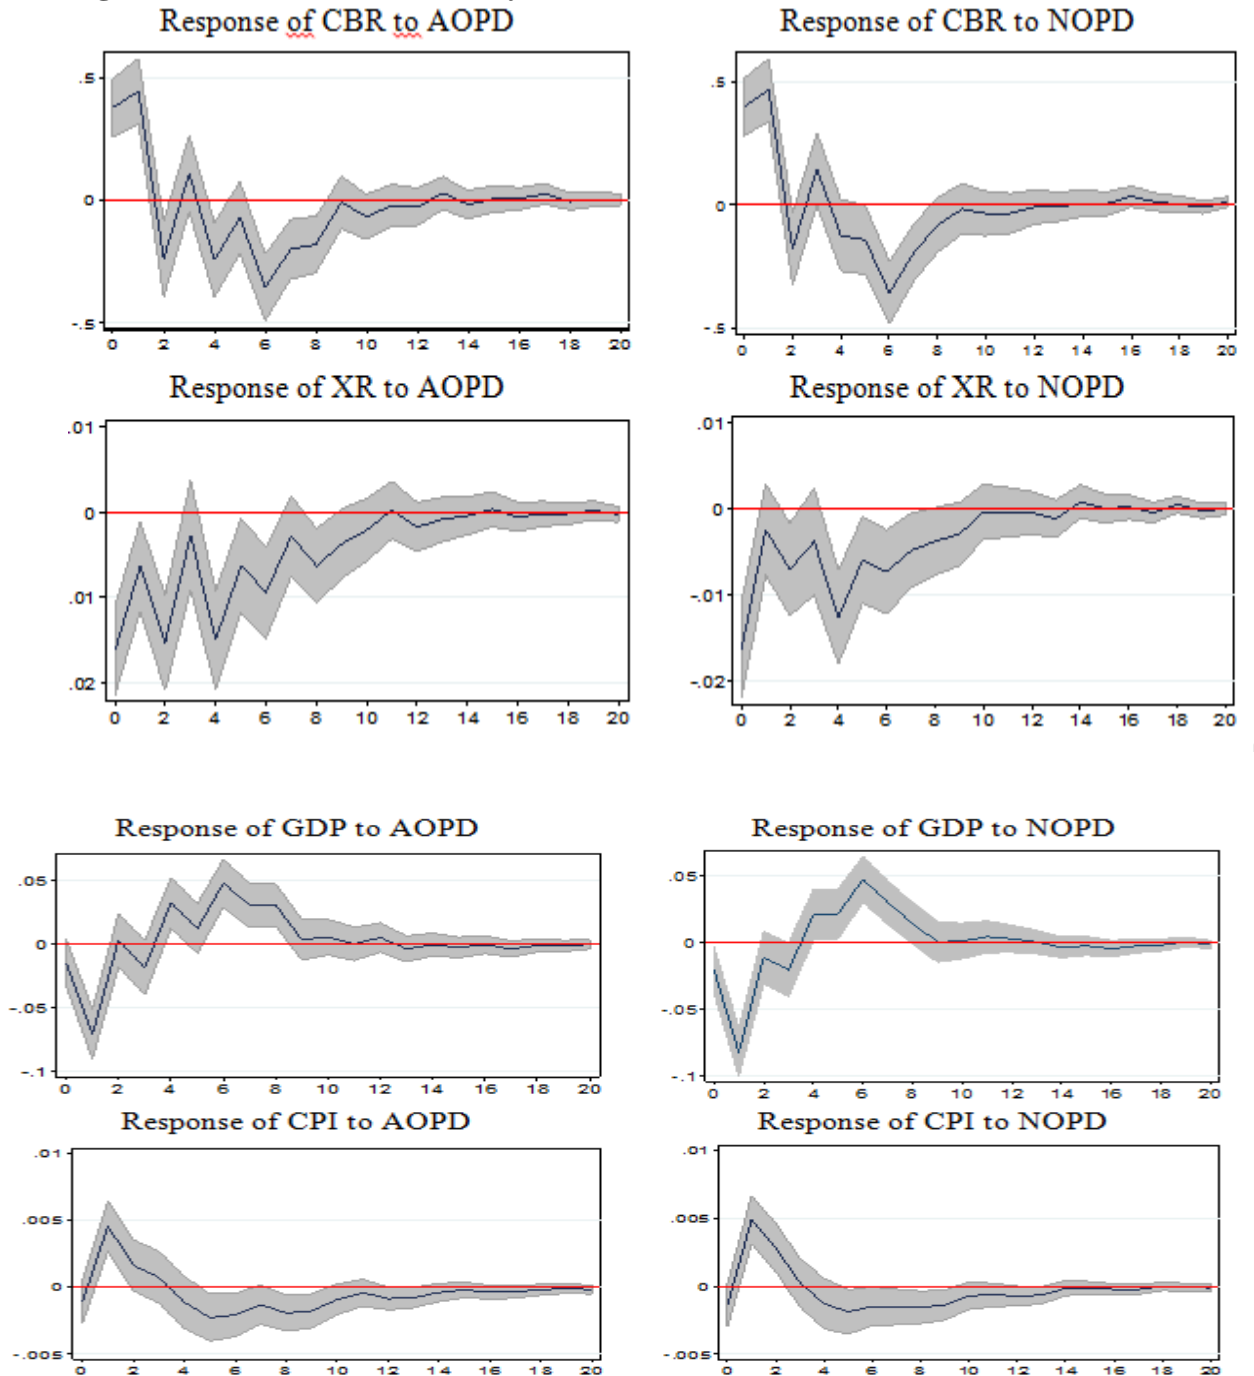 Response of CBR to AOPD
Response of CBR to NOPD
.5
0
-.5
0 2 4 6 8 10 12 14 16 18 20
.5
0
-.5
0 2 4 6 8 10 12 14 16 18 20
Response of XR to AOPD
Response of XR to NOPD
.01
0
.01
.02
0 2 4 6 8 10 12 14 16 18 20
.01
0
-.01
-.02
0 2 4 6 8 10 12 14 16 18 20
Response of GDP to AOPD
Response of GDP to NOPD
.05
0
-.05
-.1
0 2 4 6 8 10 12 14 16 18 20
.05
0
-.05
-.1
0 2 4 6 8 10 12 14 16 18 20
Response of CPI to AOPD
Response of CPI to NOPD
.01
.005
0
-.005
0 2 4 6 8 10 12 14 16 18 20
.01
.005
0
-.005
0 2 4 6 8 10 12 14 16 18 20